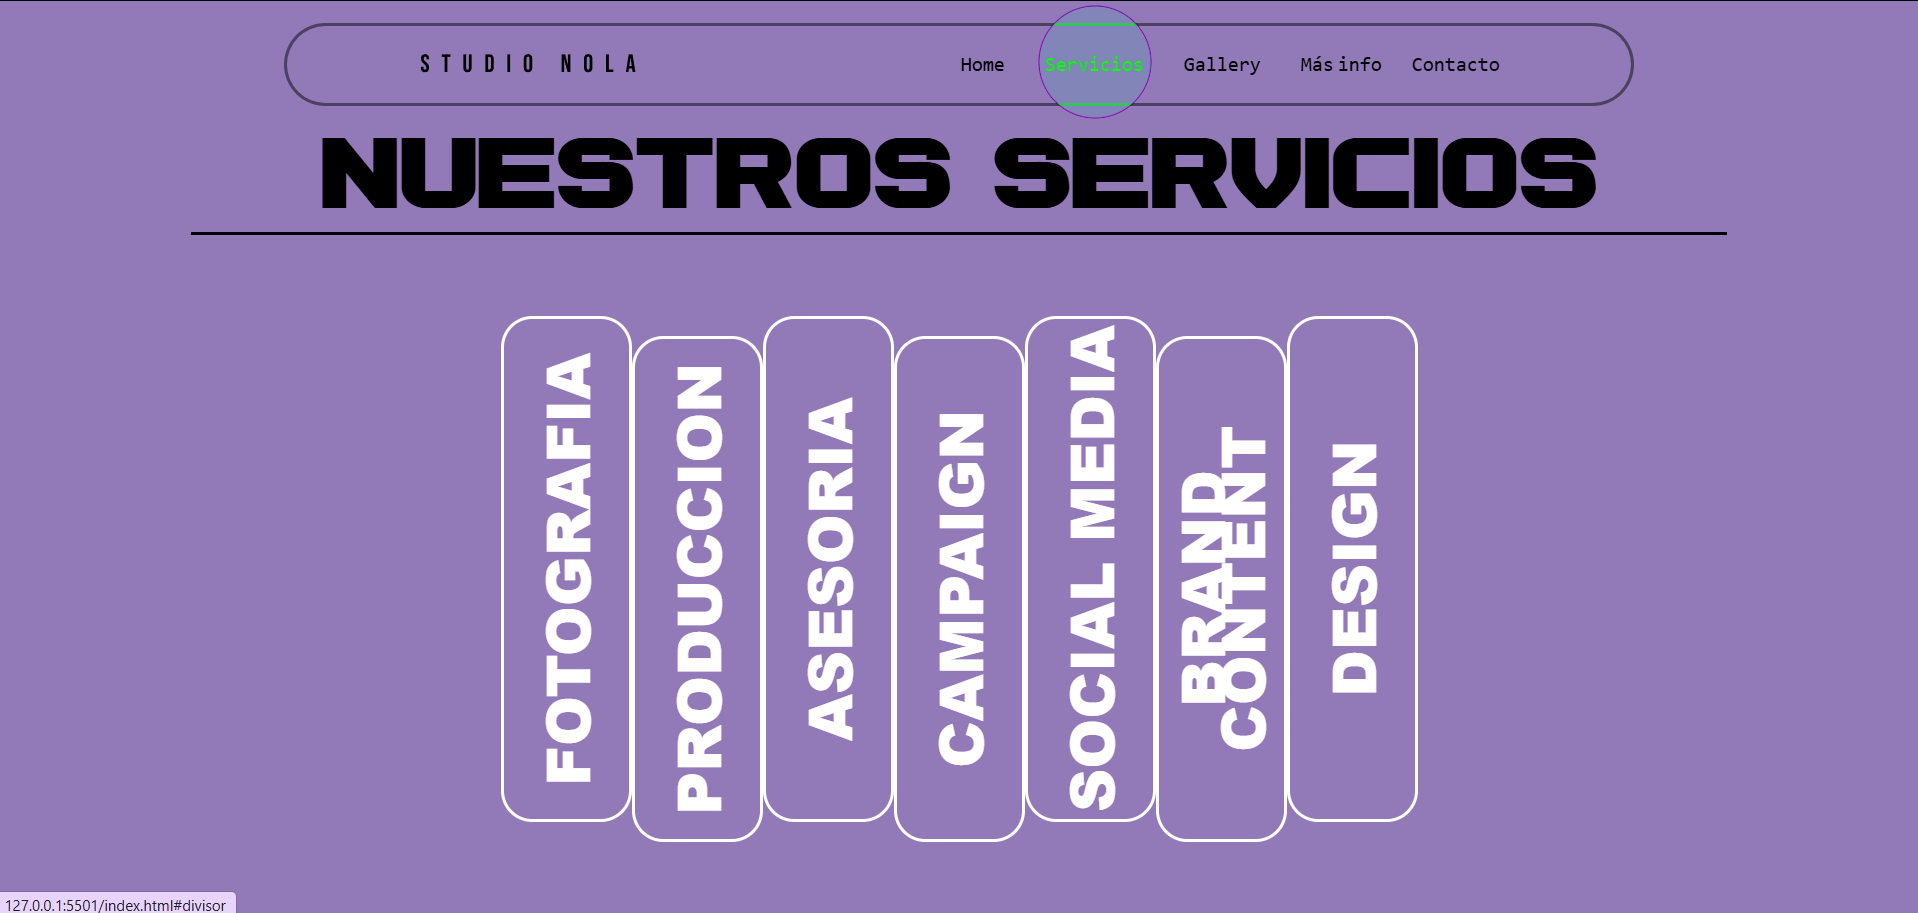 STUDIO NOLA
Home
Servicios
Gallery
Más info
Contacto
NUESTROS SERVICIOS
FOTOGRAFIA
PRODUCCION
ASESORIA
CAMPAIGN
SOCIAL MEDIA
BRAND
CONTENT
DESIGN
127.0.0.1:5501/index.html#divisor